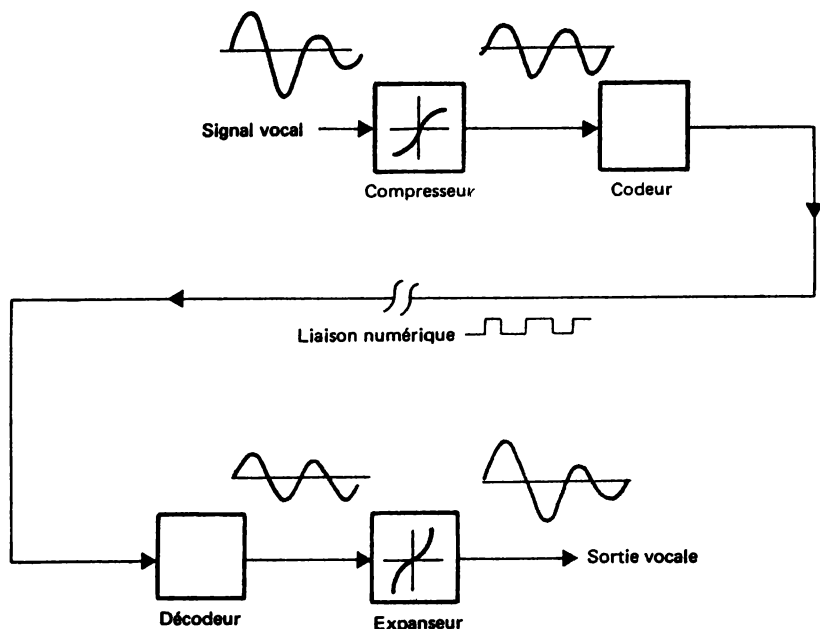 Signal vocal
Compresseur
Codeur
Liaison numérique
Sortie vocale
Décodeur
Expanseur